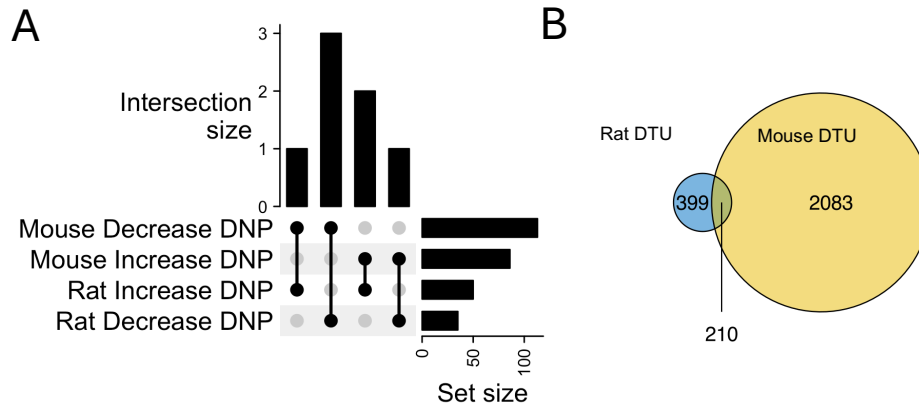 A
B
3
2
1
0
Intersection
size
Mouse Decrease DNP
Mouse Increase DNP
Rat Increase DNP
Rat Decrease DNP
0
50
100
Set size
Rat DTU
Mouse DTU
399
2083
210